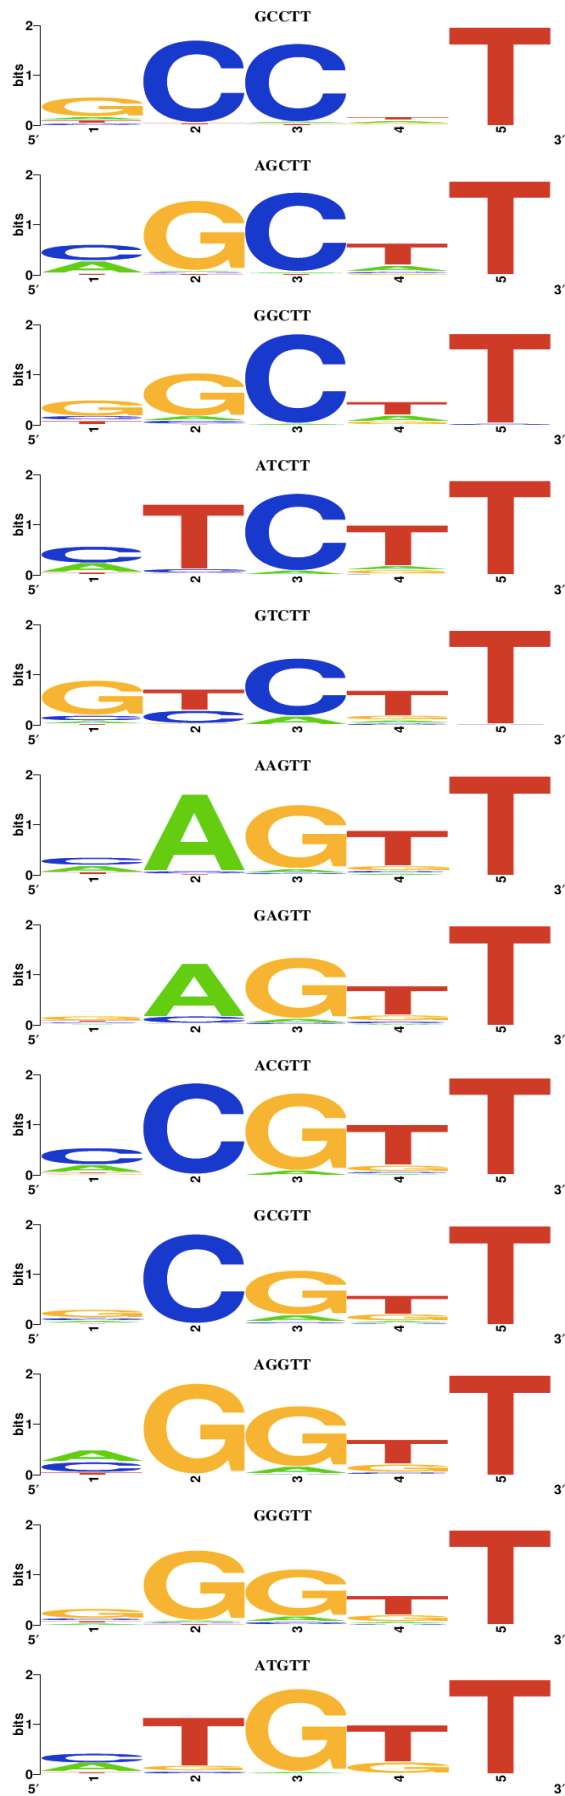 GCCTT
2
bits 1
0
G C C T T
1 2 3 4 5
5′ 3′
AGCTT
2
bits 1
0
C G C T T
A A
1 2 3 4 5
5′ 3′
GGCTT
2
bits 1
0
G G C T T
1 2 3 4 5
5′ 3′
ATCTT
2
bits 1
0
C T C T T
A
1 2 3 4 5
5′ 3′
GTCTT
2
bits 1
0
G T C T T
C C A G
1 2 3 4 5
5′ 3′
AAGTT
2
bits 1
0
C A G T T
A
1 2 3 4 5
5′ 3′
GAGTT
2
bits 1
0
G A G T T
C
1 2 3 4 5
5′ 3′
ACGTT
2
bits 1
0
C C G T T
A G
1 2 3 4 5
5′ 3′
GCGTT
2
bits 1
0
G C G T T
A G
1 2 3 4 5
5′ 3′
AGGTT
2
bits 1
0
A G G T T
C A G
1 2 3 4 5
5′ 3′
GGGTT
2
bits 1
0
G G G T T
A G
1 2 3 4 5
5′ 3′
ATGTT
2
bits 1
0
C T G T T
A G G
1 2 3 4 5
5′ 3′